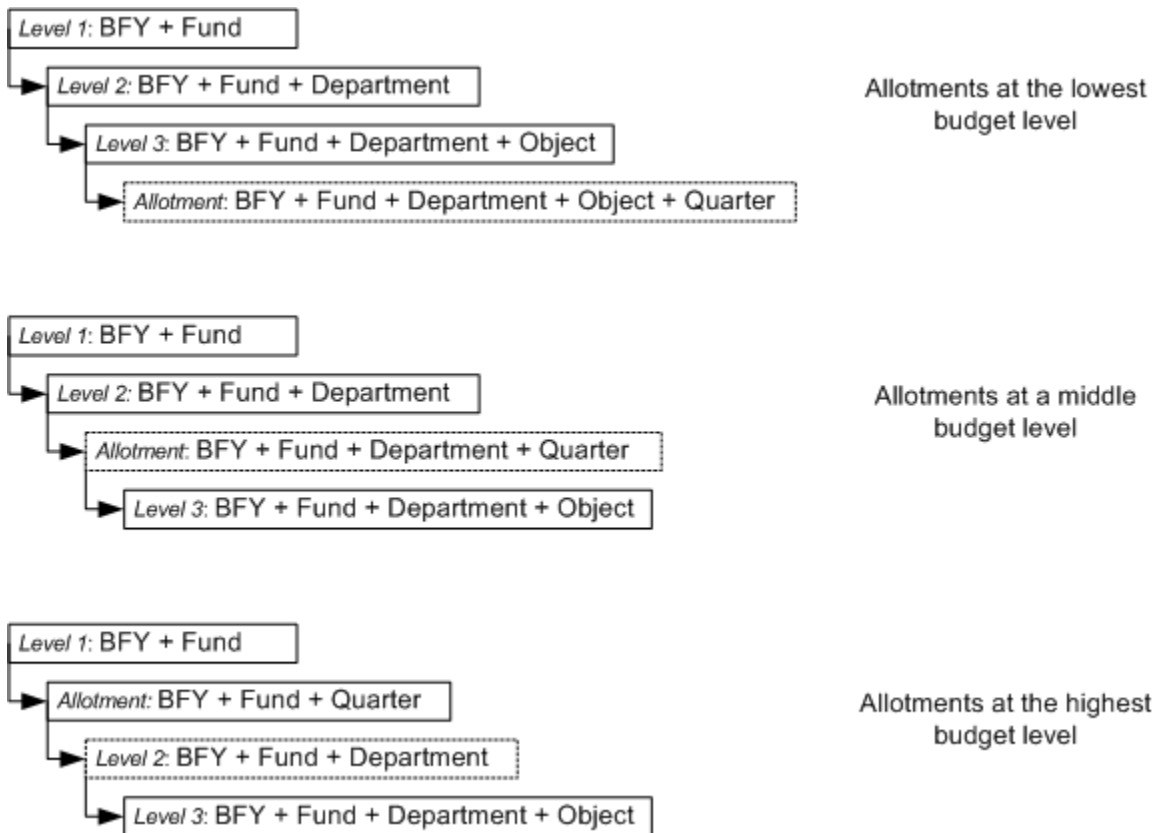 Level 1: BFY + Fund
Level 2: BFY + Fund + Department
Level 3: BFY + Fund + Department + Object
Allotment: BFY + Fund + Department + Object + Quarter
Allotments at the lowest
budget level
Level 1: BFY + Fund
Level 2: BFY + Fund + Department
Allotment: BFY + Fund + Department + Quarter
Level 3: BFY + Fund + Department + Object
Allotments at a middle
budget level
Level 1: BFY + Fund
Allotment: BFY + Fund + Quarter
Level 2: BFY + Fund + Department
Level 3: BFY + Fund + Department + Object
Allotments at the highest
budget level